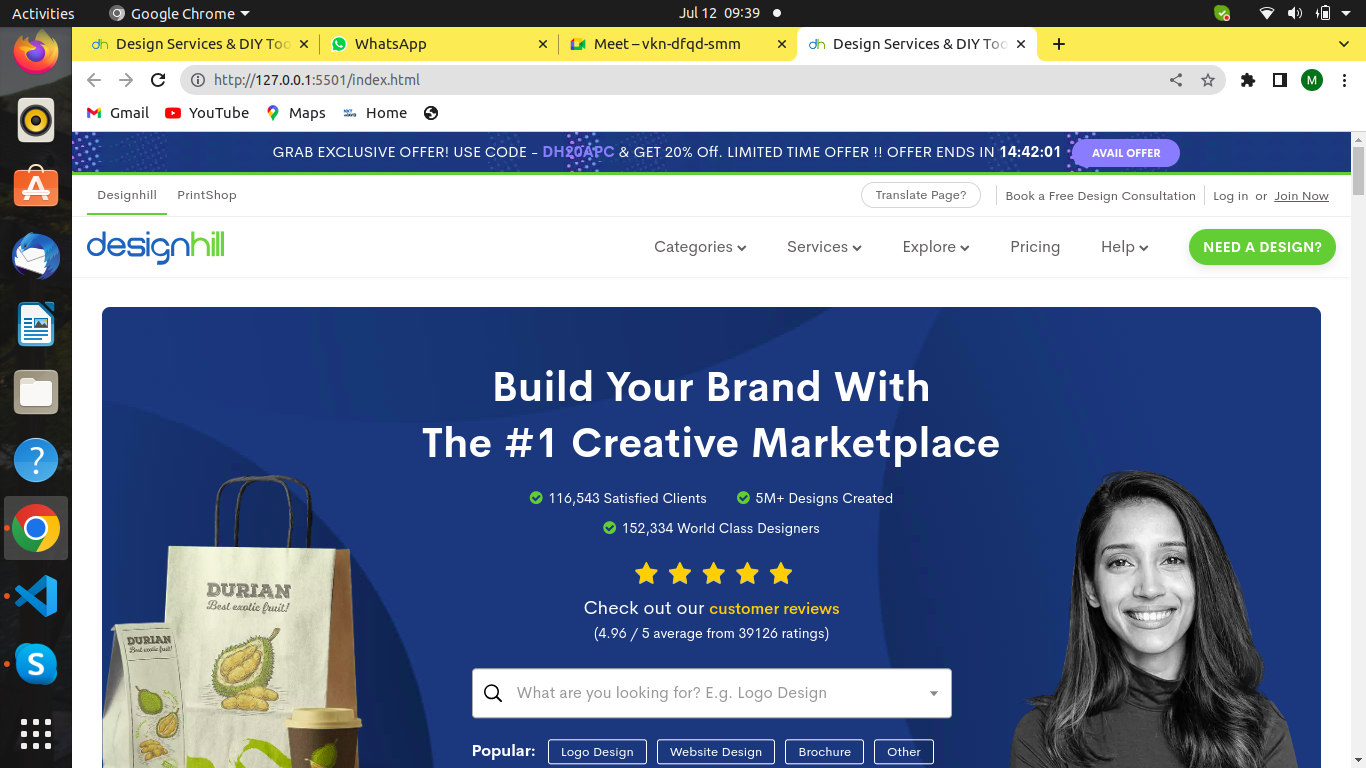 Activities Google Chrome Jul 12 09:39
Design Services & DIY Too WhatsApp Meet – vkn-dfqd-smm Design Services & DIY Too
http://127.0.0.1:5501/index.html M
Gmail YouTube Maps Home
GRAB EXCLUSIVE OFFER! USE CODE - DH20APC & GET 20% Off. LIMITED TIME OFFER !! OFFER ENDS IN 14:42:01 AVAIL OFFER
Designhill PrintShop Translate Page? Book a Free Design Consultation Log in or Join Now
designhill Categories Services Explore Pricing Help NEED A DESIGN?
Build Your Brand With
The #1 Creative Marketplace
116,543 Satisfied Clients 5M+ Designs Created
152,334 World Class Designers
DURIAN
Best exotic fruit!
Check out our customer reviews
(4.96 / 5 average from 39126 ratings)
DURIAN
Best exotic fruit!
What are you looking for? E.g. Logo Design
Popular: Logo Design Website Design Brochure Other